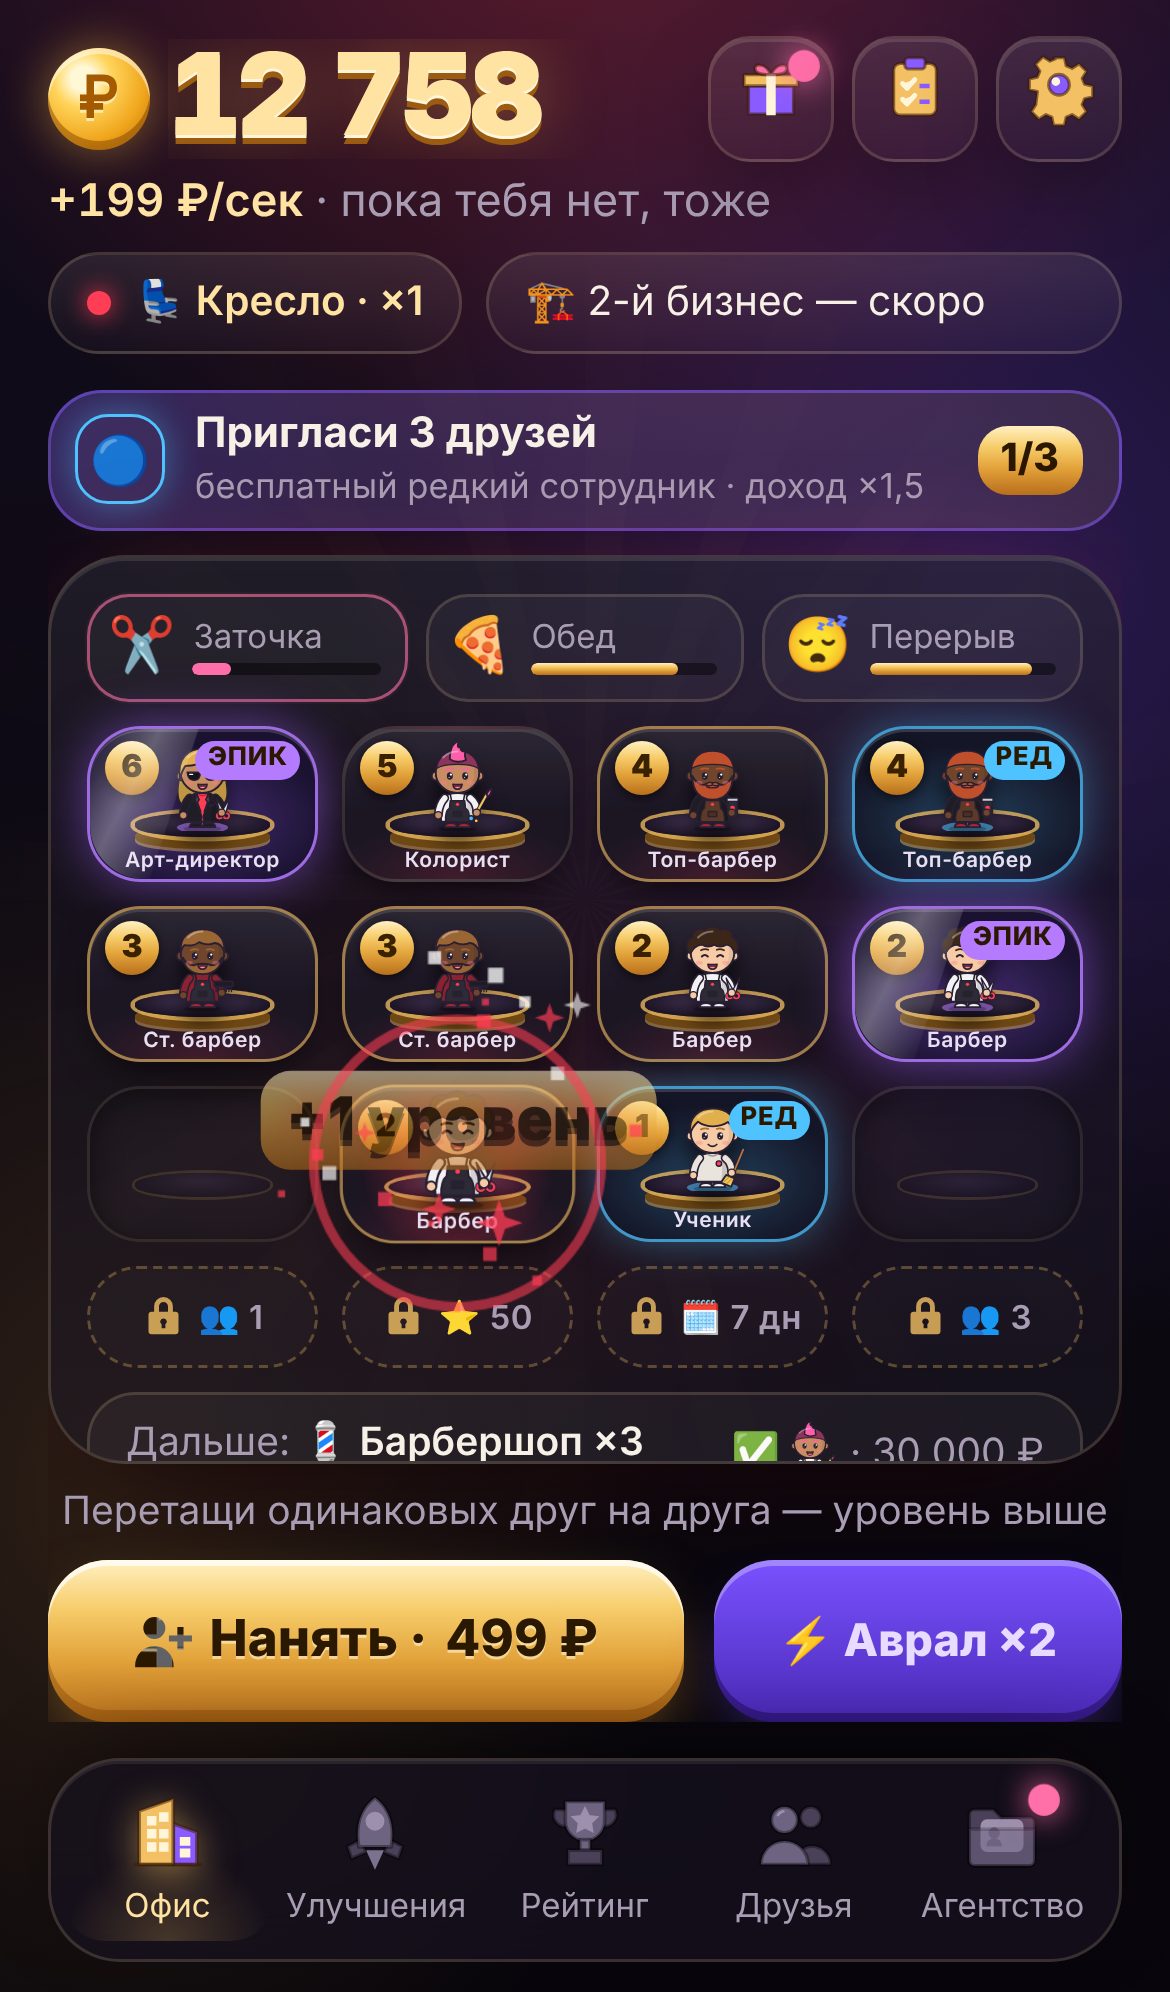 ₽ 12 758
+199 ₽/сек · пока тебя нет, тоже
Кресло · ×1
2-й бизнес — скоро
Пригласи 3 друзей
бесплатный редкий сотрудник · доход ×1,5
1/3
Заточка
Обед
Перерыв
6 ЭПИК
Арт-директор
5
Колорист
4
Топ-барбер
4 РЕД
Топ-барбер
3
Ст. барбер
3
Ст. барбер
2
Барбер
2 ЭПИК
Барбер
+1 уровень
2
Барбер
1 РЕД
Ученик
1
50
7 дн
3
Дальше: Барбершоп ×3
· 30 000 ₽
Перетащи одинаковых друг на друга — уровень выше
Нанять · 499 ₽
Аврал ×2
Офис
Улучшения
Рейтинг
Друзья
Агентство